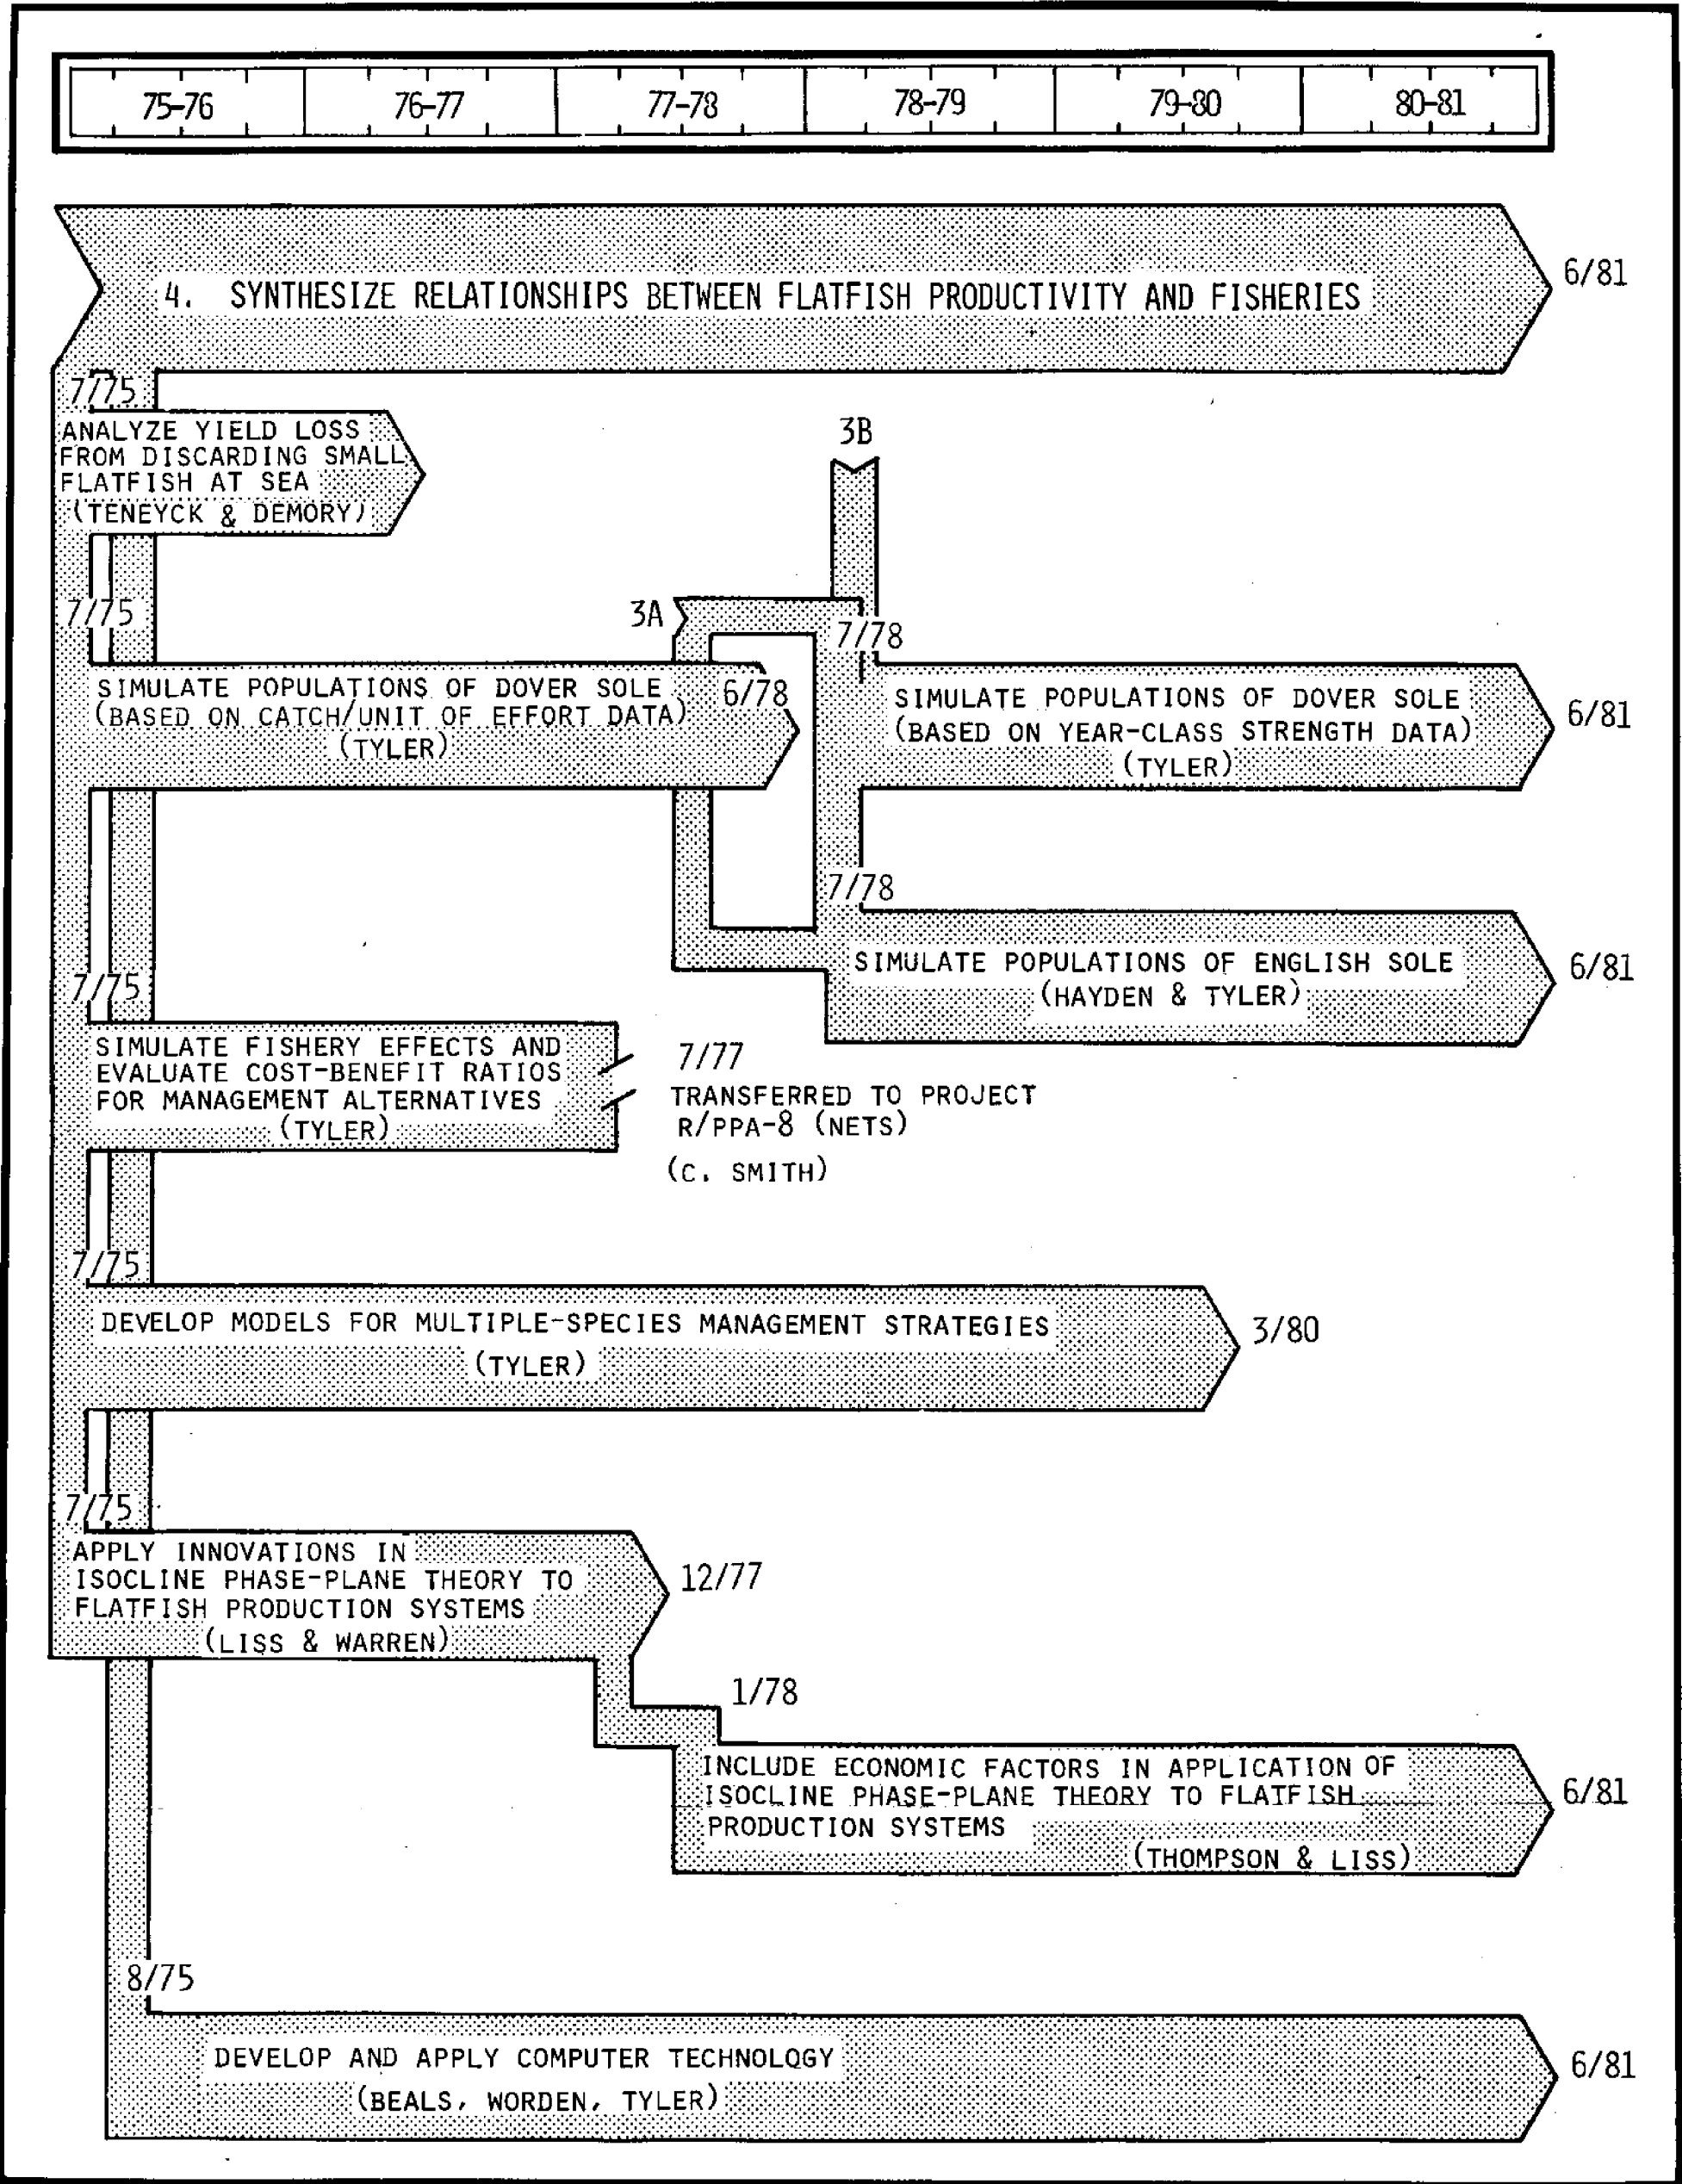 75-76 76-77 77-78 78-79 79-80 80-81
4. SYNTHESIZE RELATIONSHIPS BETWEEN FLATFISH PRODUCTIVITY AND FISHERIES
6/81
7/75
ANALYZE YIELD LOSS
FROM DISCARDING SMALL
FLATFISH AT SEA
(TENEYCK & DEMORY)
3B
7/75
3A
7/78
SIMULATE POPULATIONS OF DOVER SOLE
(BASED ON CATCH/UNIT OF EFFORT DATA)
(TYLER)
6/78
SIMULATE POPULATIONS OF DOVER SOLE
(BASED ON YEAR-CLASS STRENGTH DATA)
(TYLER)
6/81
7/78
SIMULATE POPULATIONS OF ENGLISH SOLE
(HAYDEN & TYLER)
6/81
7/75
SIMULATE FISHERY EFFECTS AND
EVALUATE COST-BENEFIT RATIOS
FOR MANAGEMENT ALTERNATIVES
(TYLER)
7/77
TRANSFERRED TO PROJECT
R/PPA-8 (NETS)
(C. SMITH)
7/75
DEVELOP MODELS FOR MULTIPLE-SPECIES MANAGEMENT STRATEGIES
(TYLER)
3/80
7/75
APPLY INNOVATIONS IN
ISOCLINE PHASE-PLANE THEORY TO
FLATFISH PRODUCTION SYSTEMS
(LISS & WARREN)
12/77
1/78
INCLUDE ECONOMIC FACTORS IN APPLICATION OF
ISOCLINE PHASE-PLANE THEORY TO FLATFISH
PRODUCTION SYSTEMS
(THOMPSON & LISS)
6/81
8/75
DEVELOP AND APPLY COMPUTER TECHNOLOGY
(BEALS, WORDEN, TYLER)
6/81